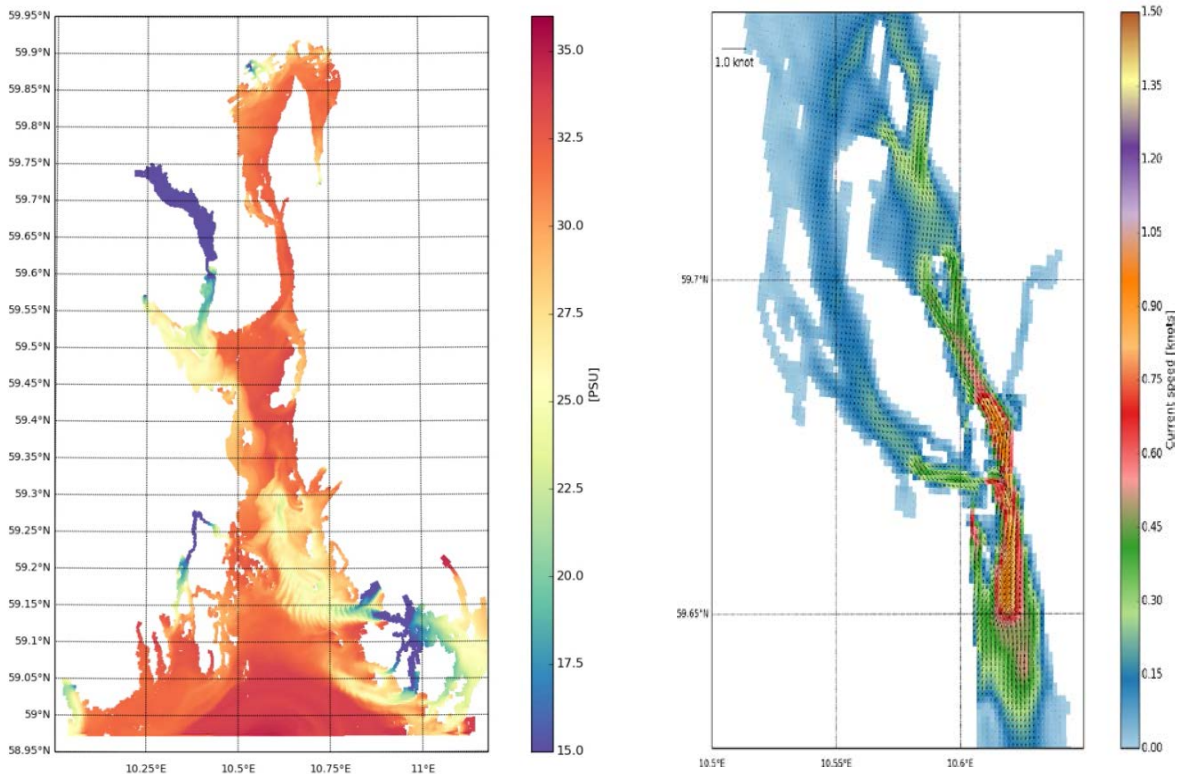 59.95°N
59.9°N
59.85°N
59.8°N
59.75°N
59.7°N
59.65°N
59.6°N
59.55°N
59.5°N
59.45°N
59.4°N
59.35°N
59.3°N
59.25°N
59.2°N
59.15°N
59.1°N
59.05°N
59°N
58.95°N
10.25°E
10.5°E
10.75°E
11°E
35.0
32.5
30.0
27.5
25.0
22.5
20.0
17.5
15.0
[PSU]
1.0 knot
59.7°N
59.65°N
10.5°E
10.55°E
10.6°E
1.50
1.35
1.20
1.05
0.90
0.75
0.60
0.45
0.30
0.15
0.00
Current speed [knots]